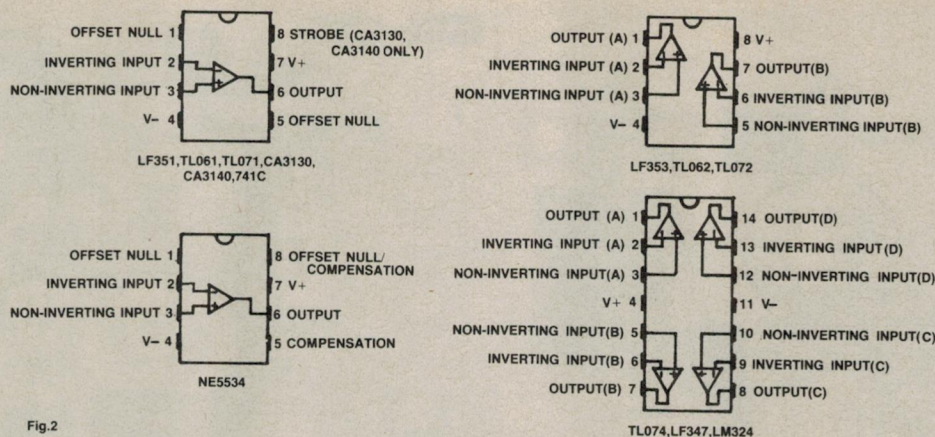 OFFSET NULL 1
INVERTING INPUT 2
NON-INVERTING INPUT 3
V– 4
8 STROBE (CA3130,
CA3140 ONLY)
7 V+
6 OUTPUT
5 OFFSET NULL
LF351,TL061,TL071,CA3130,
CA3140,741C
OUTPUT (A) 1
INVERTING INPUT (A) 2
NON-INVERTING INPUT (A) 3
V– 4
8 V+
7 OUTPUT(B)
6 INVERTING INPUT(B)
5 NON-INVERTING INPUT(B)
LF353,TL062,TL072
OFFSET NULL 1
INVERTING INPUT 2
NON-INVERTING INPUT 3
V– 4
8 OFFSET NULL/
COMPENSATION
7 V+
6 OUTPUT
5 COMPENSATION
NE5534
OUTPUT (A) 1
INVERTING INPUT (A) 2
NON-INVERTING INPUT(A) 3
V+ 4
NON-INVERTING INPUT(B) 5
INVERTING INPUT(B) 6
OUTPUT(B) 7
14 OUTPUT(D)
13 INVERTING INPUT(D)
12 NON-INVERTING INPUT(D)
11 V–
10 NON-INVERTING INPUT(C)
9 INVERTING INPUT(C)
8 OUTPUT(C)
TL074,LF347,LM324
Fig.2